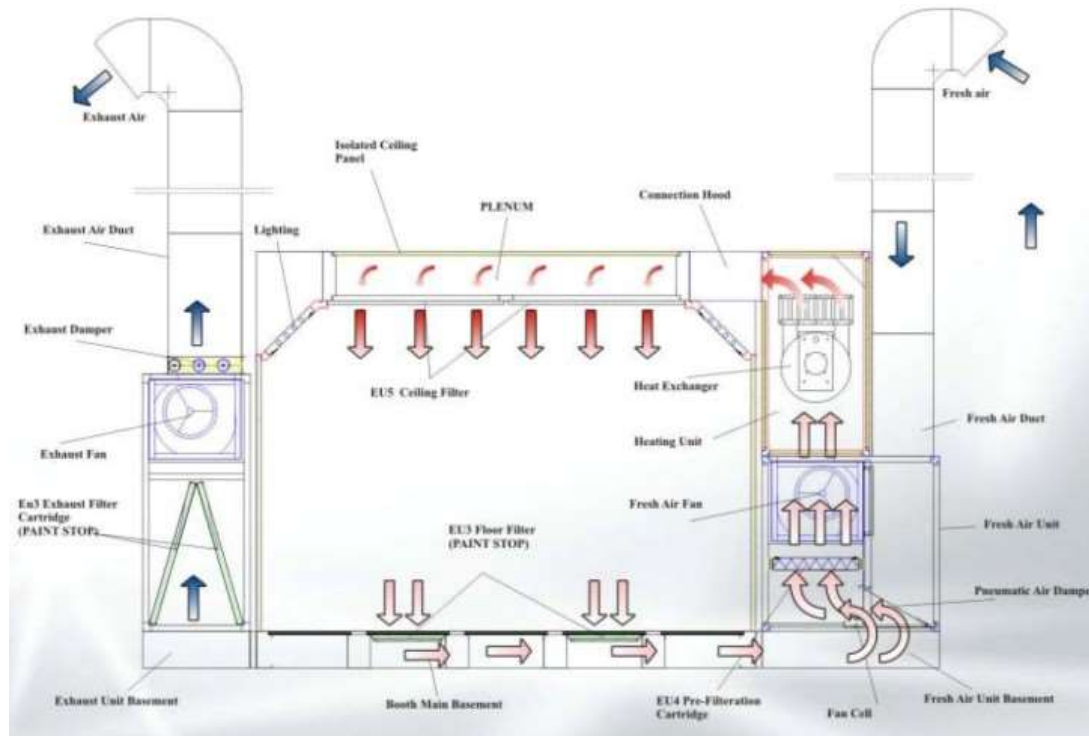 Exhaust Air
Fresh air
Isolated Ceiling
Panel
PLENUM
Connection Hood
Exhaust Air Duct
Lighting
Exhaust Damper
EU5 Ceiling Filter
Heat Exchanger
Fresh Air Duct
Heating Unit
Exhaust Fan
En3 Exhaust Filter
Cartridge
(PAINT STOP)
EU3 Floor Filter
(PAINT STOP)
Fresh Air Fan
Fresh Air Unit
Pneumatic Air Damper
Exhaust Unit Basement
Booth Main Basement
EU4 Pre-Filteration
Cartridge
Fan Cell
Fresh Air Unit Basement